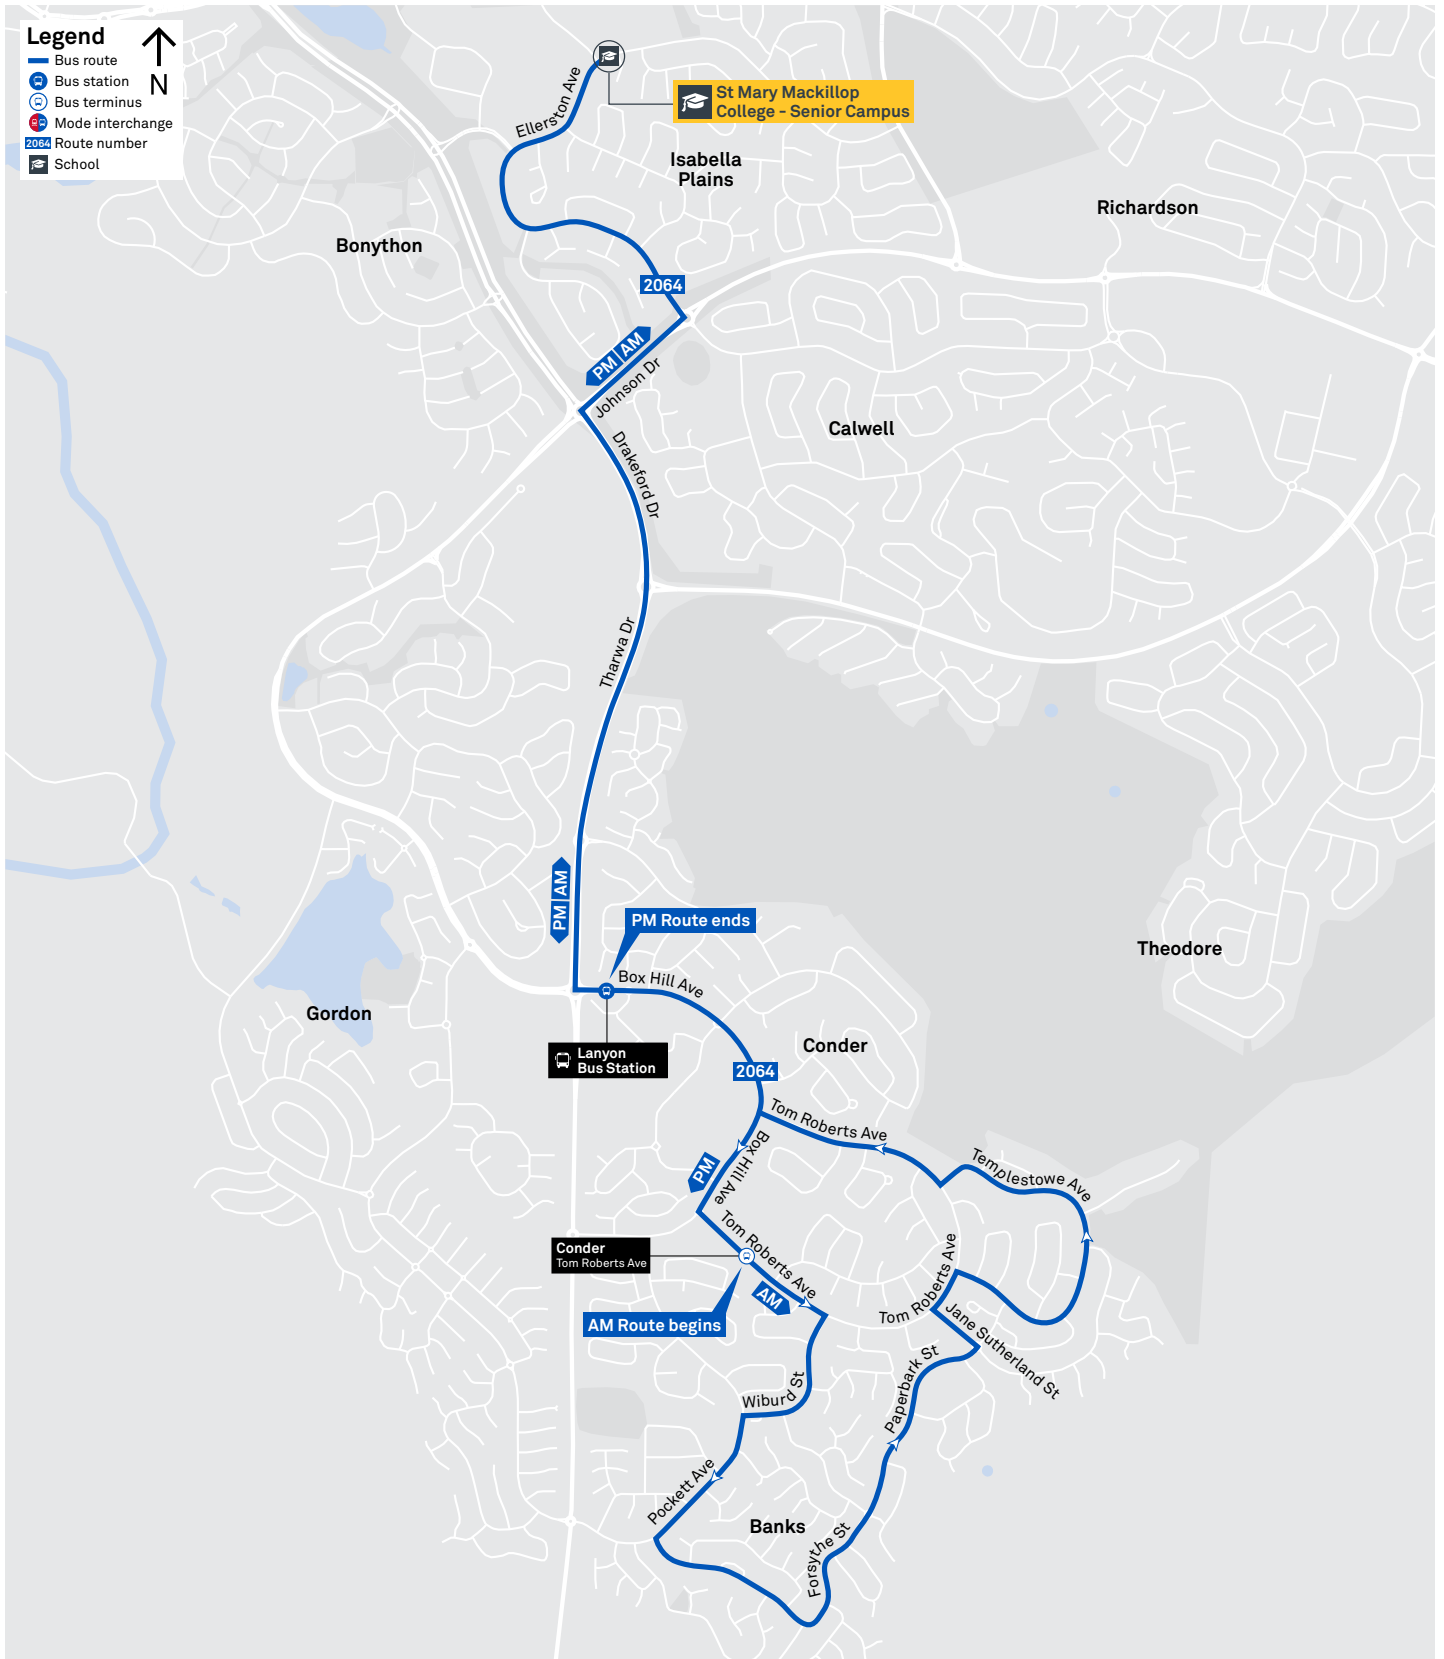 Legend
N
Bus route
Bus station
Bus terminus
Mode interchange
2064 Route number
School
Ellerston Ave
St Mary Mackillop
College - Senior Campus
Isabella
Plains
Richardson
Bonython
2064
PM AM
Johnson Dr
Calwell
Drakeford Dr
Tharwa Dr
PM AM
PM Route ends
Theodore
Box Hill Ave
Gordon
Lanyon
Bus Station
Conder
2064
Tom Roberts Ave
Box Hill Ave
PM
Templestowe Ave
Tom Roberts Ave
Conder
Tom Roberts Ave
AM
AM Route begins
Tom Roberts Ave
Jane Sutherland St
Paperbark St
Wiburd St
Pockett Ave
Banks
Forsythe St